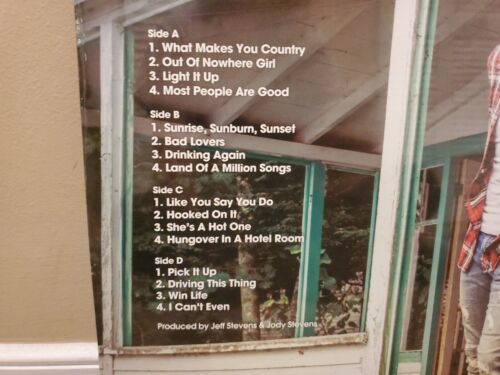 Side A
1. What Makes You Country
2. Out Of Nowhere Girl
3. Light It Up
4. Most People Are Good
Side B
1. Sunrise, Sunburn, Sunset
2. Bad Lovers
3. Drinking Again
4. Land Of A Million Songs
Side C
1. Like You Say You Do
2. Hooked On It
3. She's A Hot One
4. Hungover In A Hotel Room
Side D
1. Pick It Up
2. Driving This Thing
3. Win Life
4. I Can't Even
Produced by Jeff Stevens & Jody Stevens